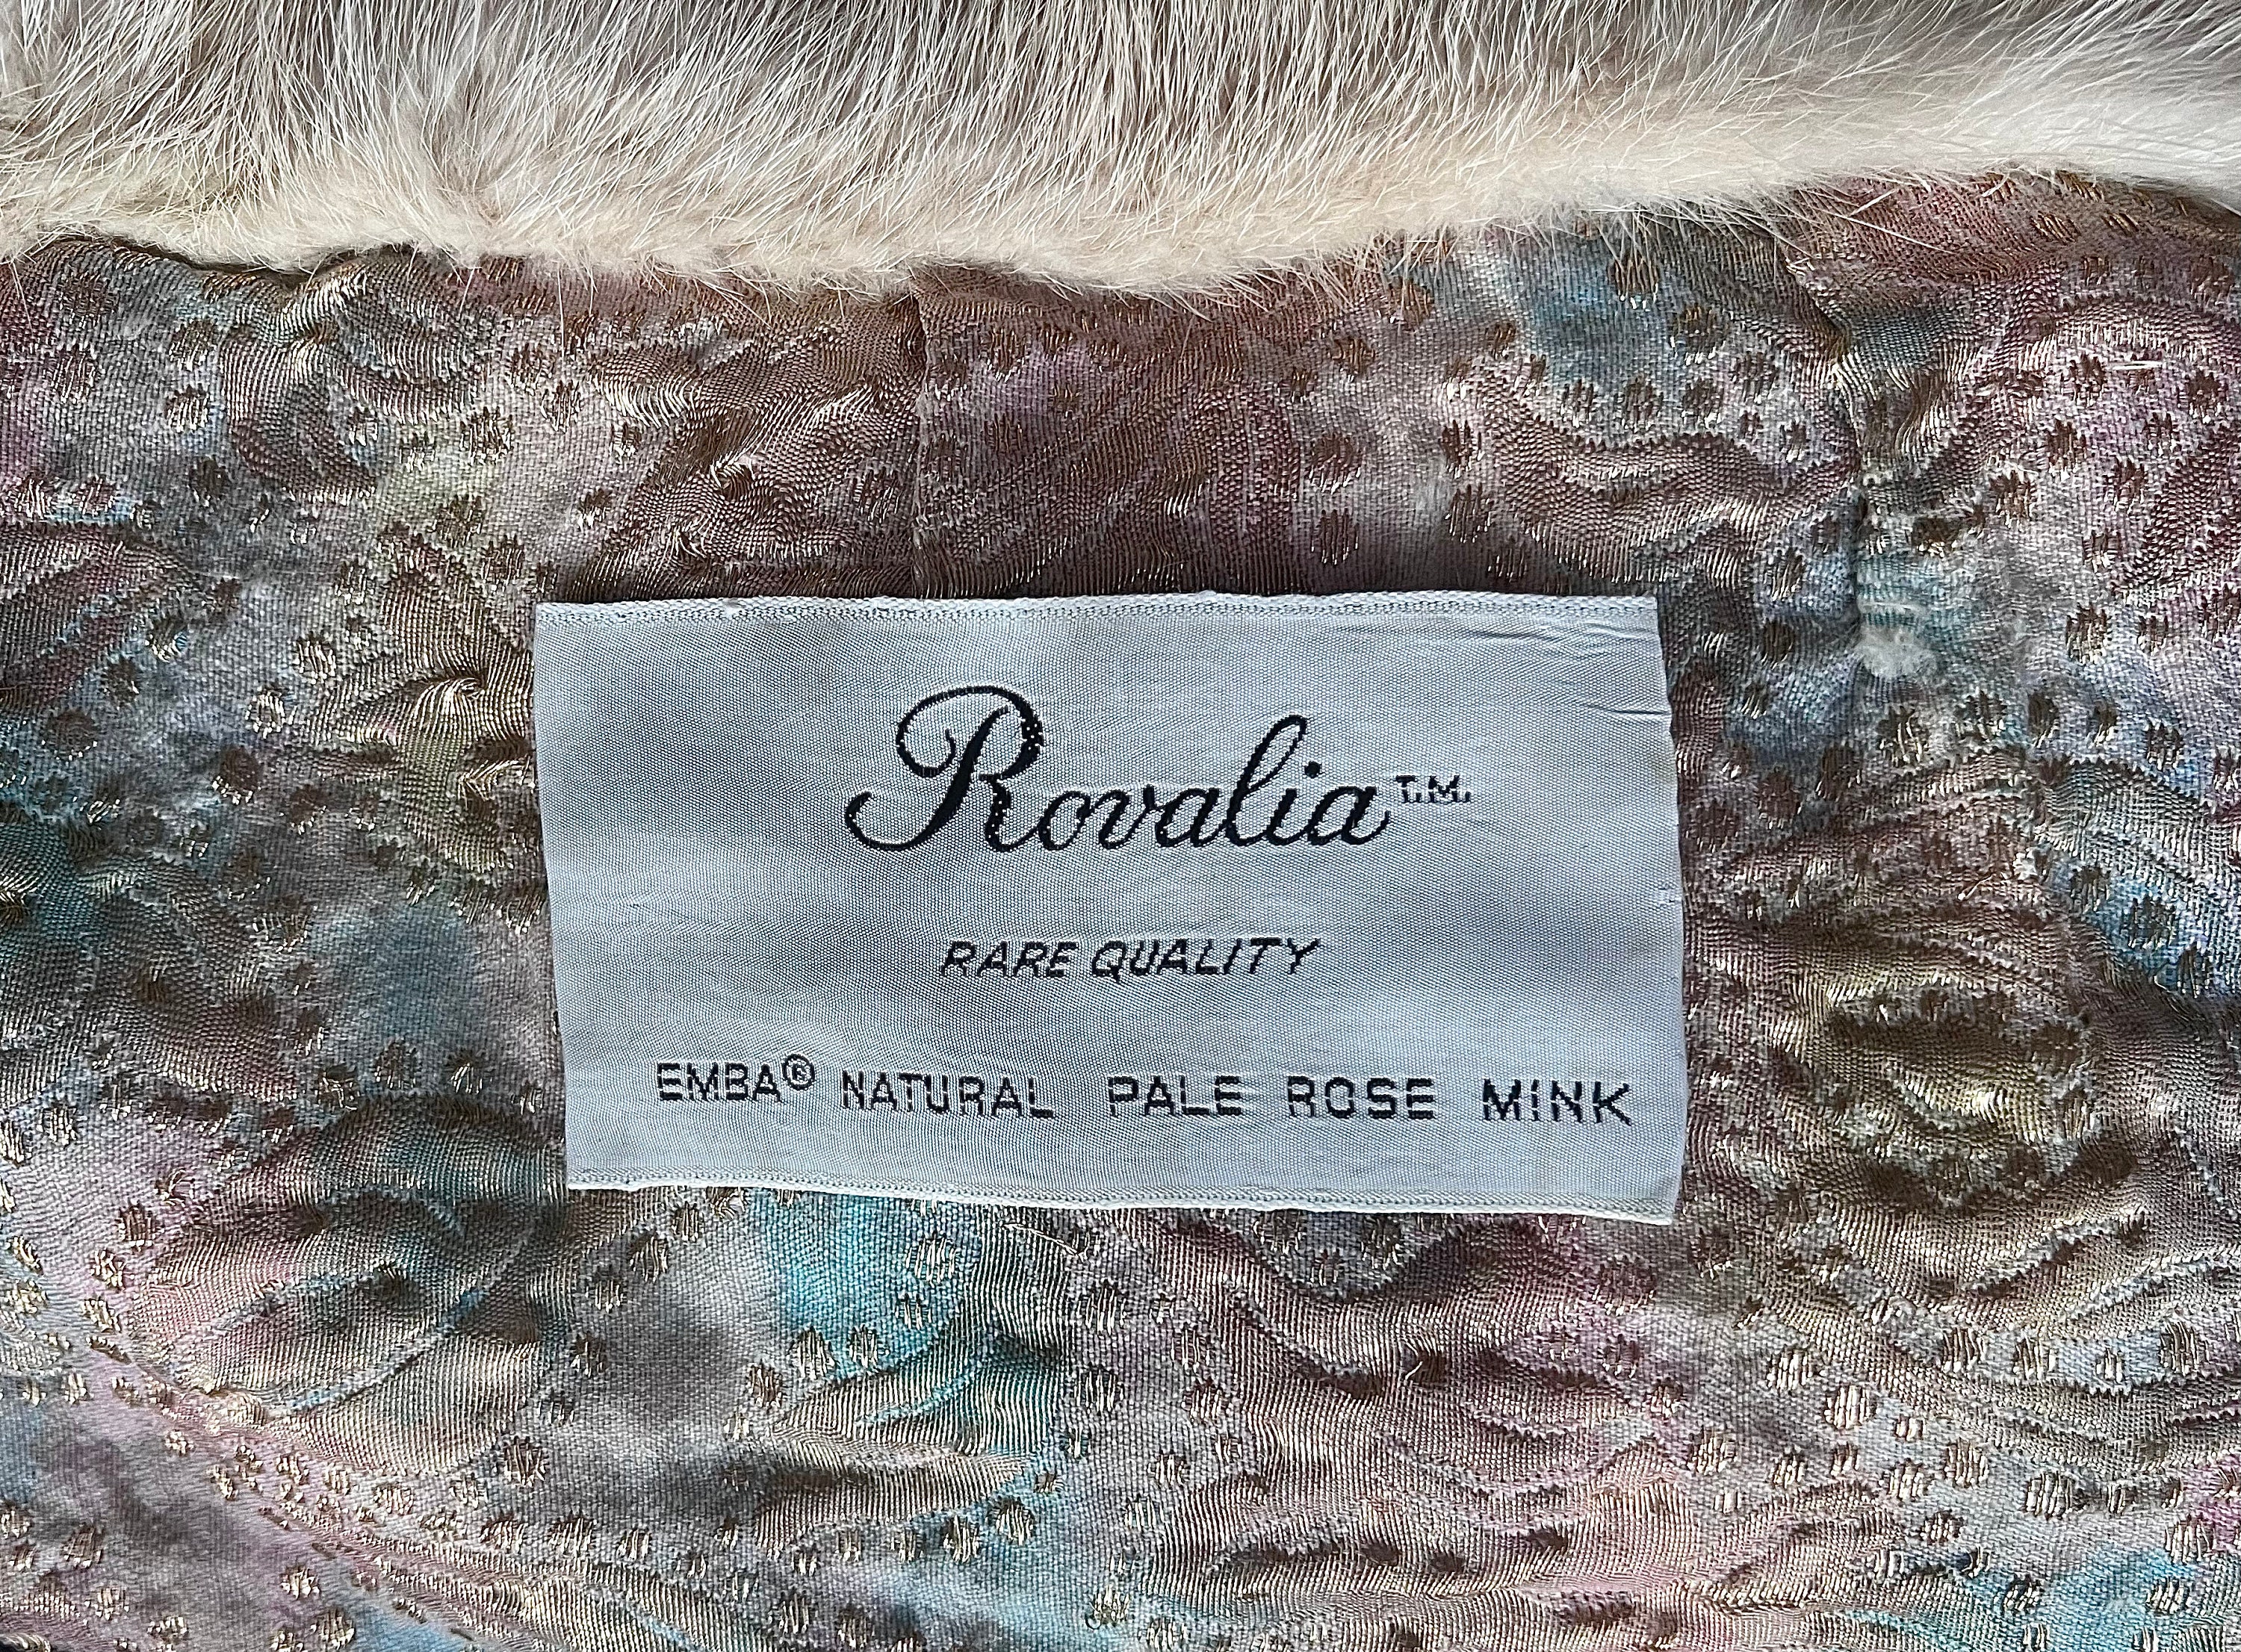 Rovalia T.M.
RARE QUALITY
EMBA® NATURAL PALE ROSE MINK